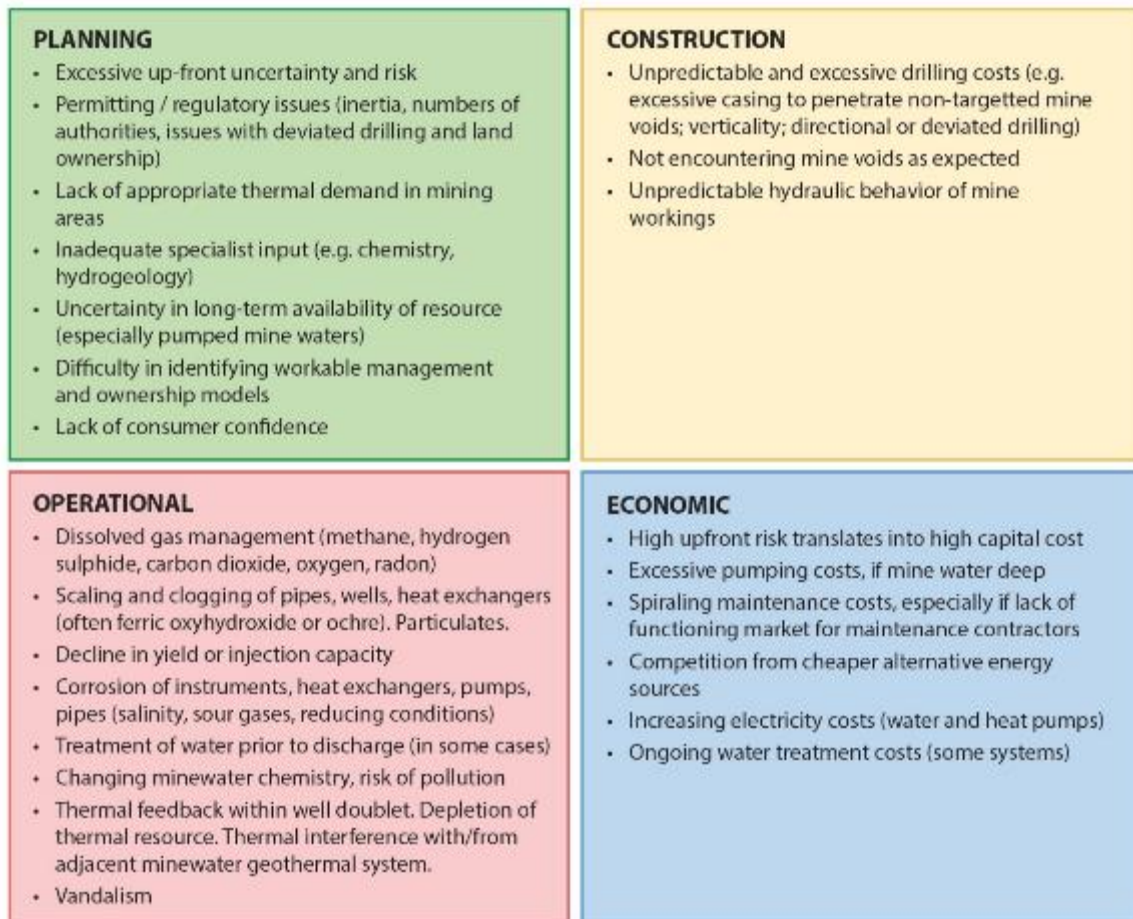 PLANNING
• Excessive up-front uncertainty and risk
• Permitting / regulatory issues (inertia, numbers of
authorities, issues with deviated drilling and land
ownership)
• Lack of appropriate thermal demand in mining
areas
• Inadequate specialist input (e.g. chemistry,
hydrogeology)
• Uncertainty in long-term availability of resource
(especially pumped mine waters)
• Difficulty in identifying workable management
and ownership models
• Lack of consumer confidence
CONSTRUCTION
• Unpredictable and excessive drilling costs (e.g.
excessive casing to penetrate non-targetted mine
voids; verticality; directional or deviated drilling)
• Not encountering mine voids as expected
• Unpredictable hydraulic behavior of mine
workings
OPERATIONAL
• Dissolved gas management (methane, hydrogen
sulphide, carbon dioxide, oxygen, radon)
• Scaling and clogging of pipes, wells, heat exchangers
(often ferric oxyhydroxide or ochre). Particulates.
• Decline in yield or injection capacity
• Corrosion of instruments, heat exchangers, pumps,
pipes (salinity, sour gases, reducing conditions)
• Treatment of water prior to discharge (in some cases)
• Changing minewater chemistry, risk of pollution
• Thermal feedback within well doublet. Depletion of
thermal resource. Thermal interference with/from
adjacent minewater geothermal system.
• Vandalism
ECONOMIC
• High upfront risk translates into high capital cost
• Excessive pumping costs, if mine water deep
• Spiraling maintenance costs, especially if lack of
functioning market for maintenance contractors
• Competition from cheaper alternative energy
sources
• Increasing electricity costs (water and heat pumps)
• Ongoing water treatment costs (some systems)